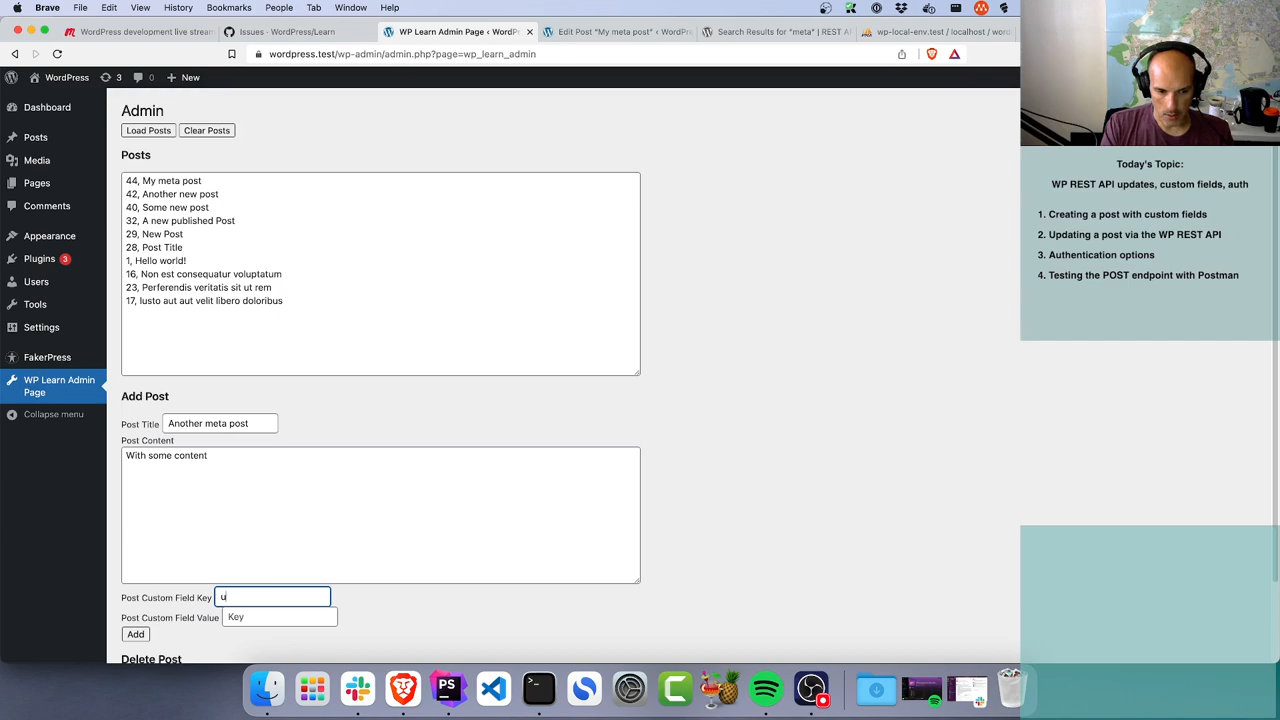 Brave File Edit View History Bookmarks People Tab Window Help
WordPress development live stream
Issues - WordPress/Learn
WP Learn Admin Page ‹ WordP
Edit Post "My meta post" ‹ WordPr
Search Results for "meta" | REST A
wp-local-env.test / localhost / word
wordpress.test/wp-admin/admin.php?page=wp_learn_admin
WordPress 3 0 New
Dashboard
Posts
Media
Pages
Comments
Appearance
Plugins 3
Users
Tools
Settings
FakerPress
WP Learn Admin
Page
Collapse menu
Admin
Load Posts Clear Posts
Posts
44, My meta post
42, Another new post
40, Some new post
32, A new published Post
29, New Post
28, Post Title
1, Hello world!
16, Non est consequatur voluptatum
23, Perferendis veritatis sit ut rem
17, Iusto aut aut velit libero doloribus
Add Post
Post Title Another meta post
Post Content
With some content
Post Custom Field Key u
Post Custom Field Value Key
Add
Delete Post
Today's Topic:
WP REST API updates, custom fields, auth
1. Creating a post with custom fields
2. Updating a post via the WP REST API
3. Authentication options
4. Testing the POST endpoint with Postman